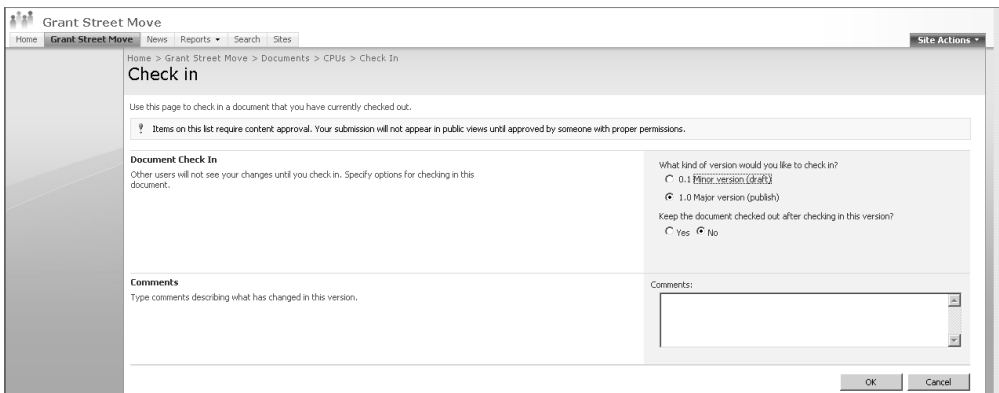 Grant Street Move
Home Grant Street Move News Reports Search Sites
Site Actions
Home > Grant Street Move > Documents > CPUs > Check In
Check in
Use this page to check in a document that you have currently checked out.
Items on this list require content approval. Your submission will not appear in public views until approved by someone with proper permissions.
Document Check In
Other users will not see your changes until you check in. Specify options for checking in this
document.
What kind of version would you like to check in?
0.1 Minor version (draft)
1.0 Major version (publish)
Keep the document checked out after checking in this version?
Yes No
Comments
Type comments describing what has changed in this version.
Comments:
OK Cancel